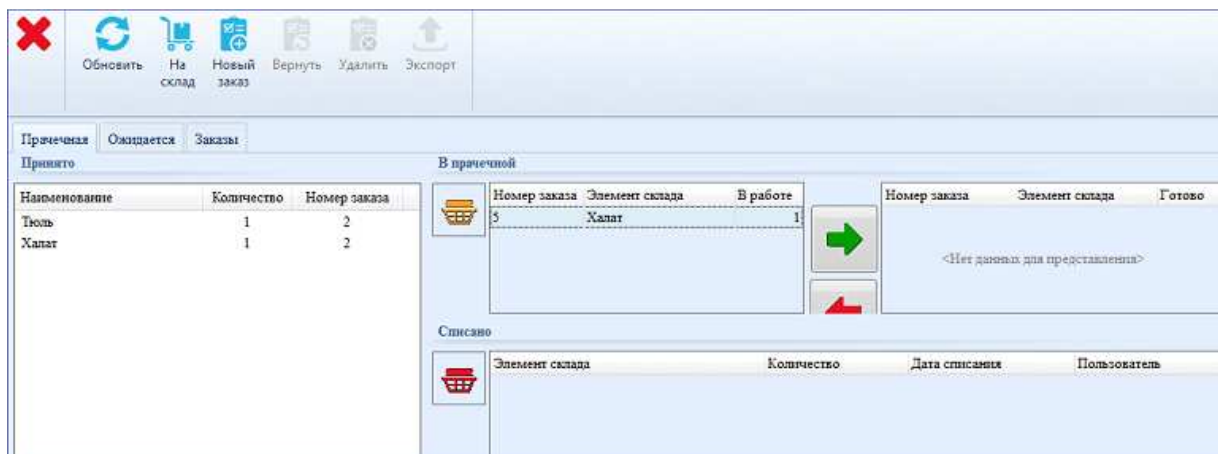 Обновить На склад Новый заказ Вернуть Удалить Экспорт
Прачечная Ожидается Заказы
Принято
Наименование Количество Номер заказа
Тюль 1 2
Халат 1 2
В прачечной
Номер заказа Элемент склада В работе
5 Халат 1
Номер заказа Элемент склада Готово
<Нет данных для представления>
Списано
Элемент склада Количество Дата списания Пользователь